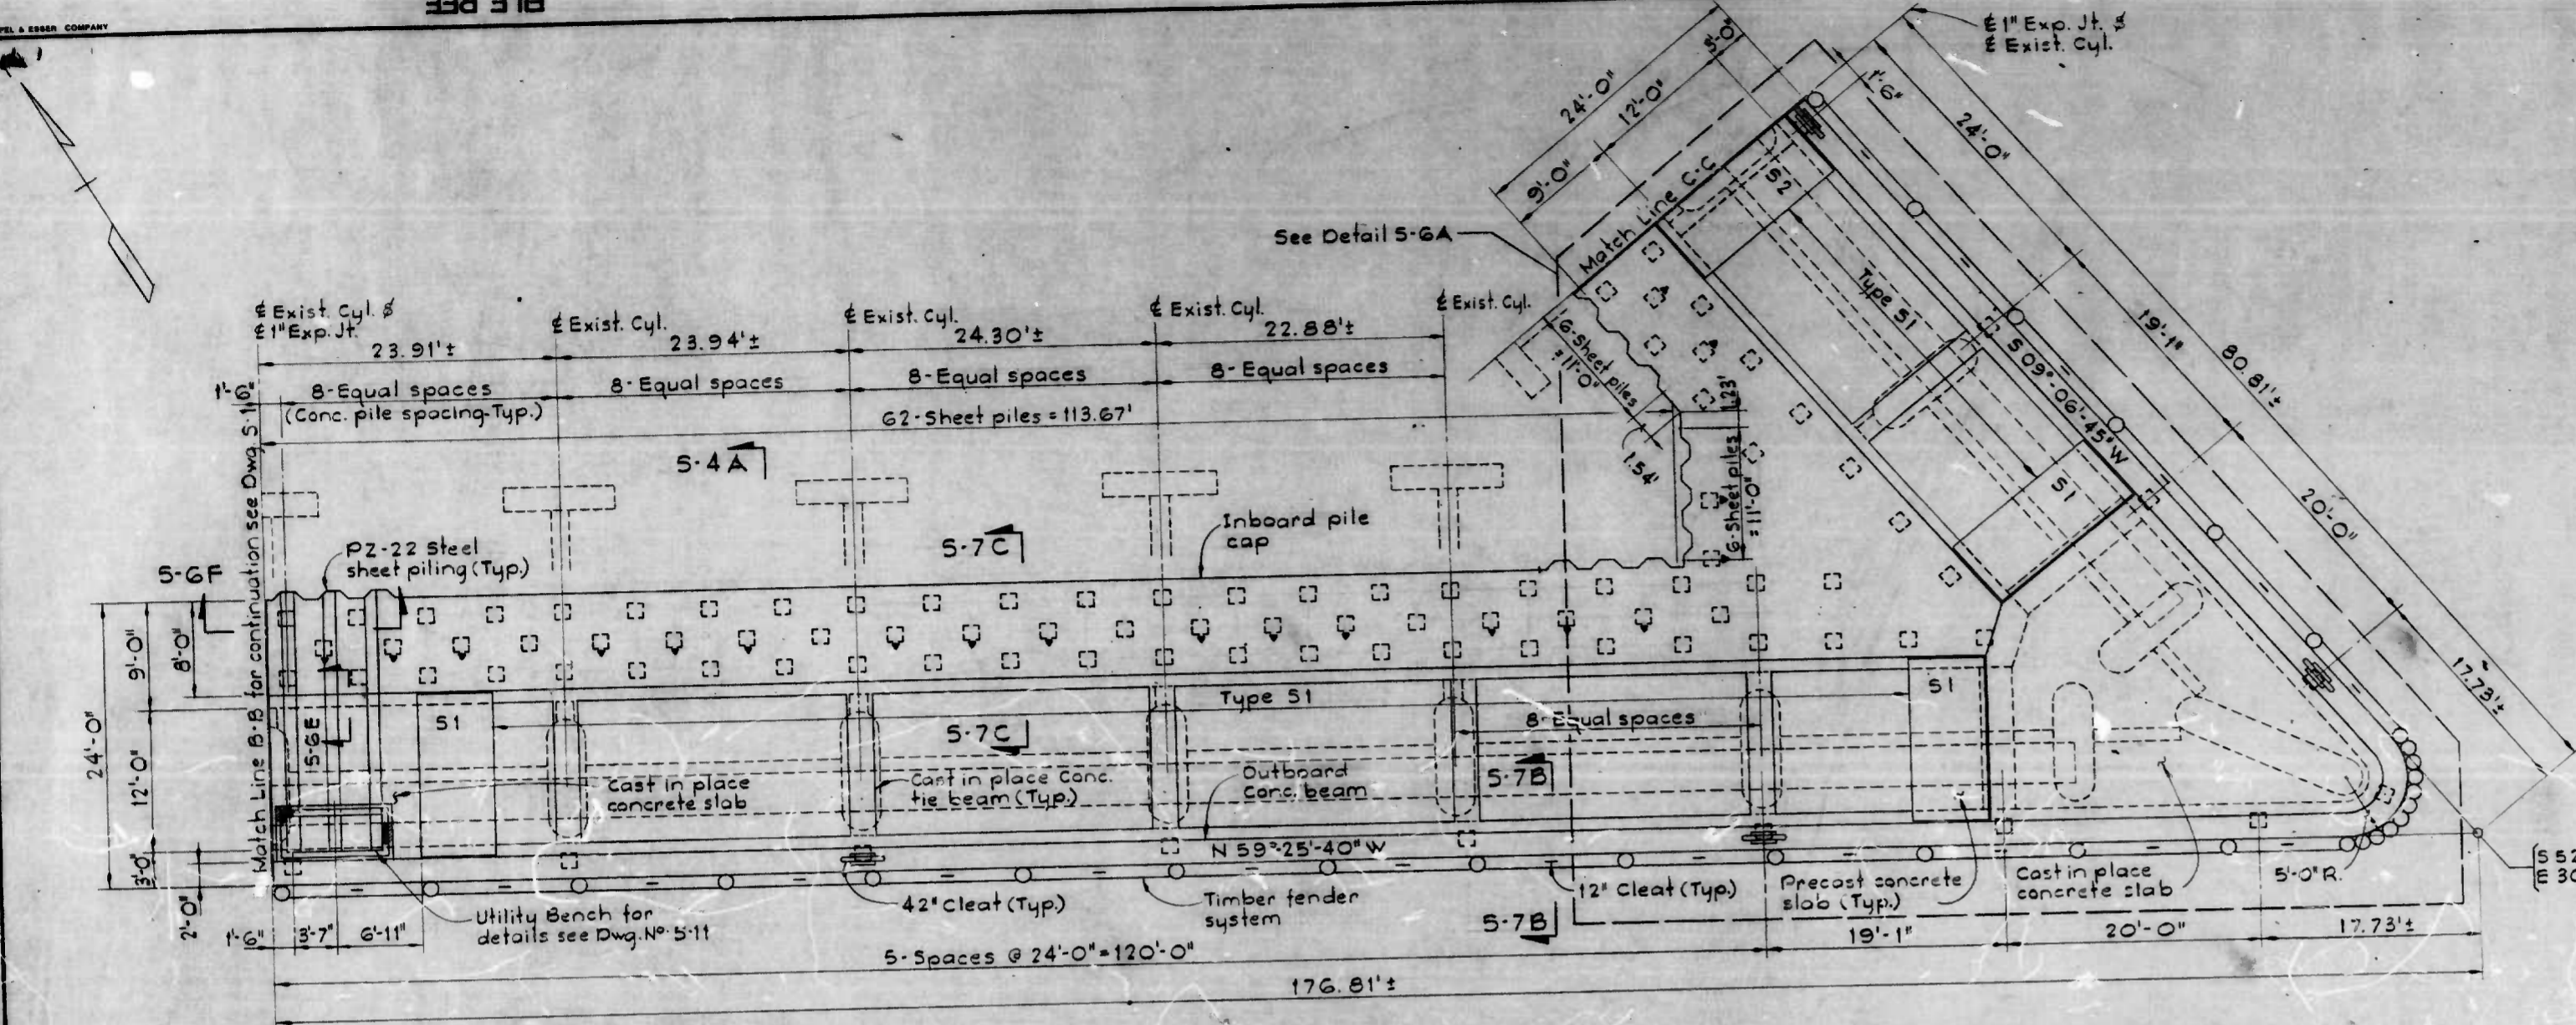 & ESSER COMPANY
℄ 1" Exp. Jt. &
℄ Exist. Cyl.
24'-0"
5'-0"
12'-0"
9'-0"
1'-6"
24'-0"
Match Line C-C
S2
See Detail S-6A
Type S1
19'-1"
80.81'±
S 09°-06'-45" W
6-Sheet piles
=11'-0"
1.23'
1.54'
6-Sheet piles
=11'-0"
S1
20'-0"
17.73'±
℄ Exist. Cyl. &
℄ 1" Exp. Jt.
℄ Exist. Cyl.
℄ Exist. Cyl.
℄ Exist. Cyl.
℄ Exist. Cyl.
23.91'±
23.94'±
24.30'±
22.88'±
1'-6"
8-Equal spaces
(Conc. pile spacing-Typ.)
8-Equal spaces
8-Equal spaces
8-Equal spaces
62-Sheet piles = 113.67'
S-4A
Inboard pile
cap
S-7C
PZ-22 Steel
sheet piling (Typ.)
S-6F
24'-0"
9'-0"
8'-0"
12'-0"
3'-0"
2'-0"
S1
Type S1
S1
8-Equal spaces
S-7C
Cast in place
concrete slab
Cast in place Conc.
tie beam (Typ.)
Outboard
Conc. beam
S-7B
N 59°-25'-40" W
42" Cleat (Typ.)
Timber fender
system
12" Cleat (Typ.)
Precast concrete
slab (Typ.)
Cast in place
concrete slab
5'-0" R.
Utility Bench for
details see Dwg. Nº S-11
S-7B
1'-6"
3'-7"
6'-11"
5-Spaces @ 24'-0" = 120'-0"
19'-1"
20'-0"
17.73'±
176.81'±